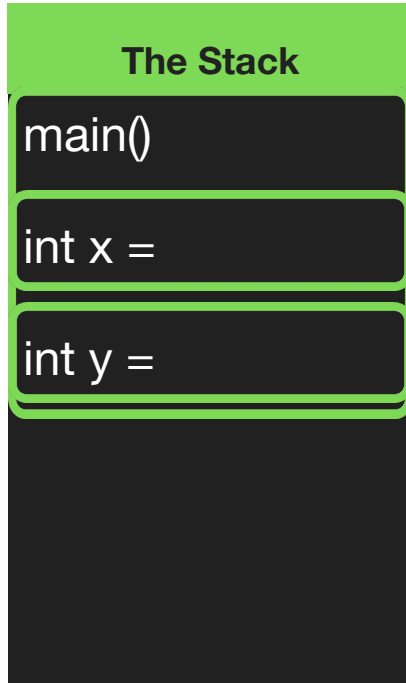 The Stack
main()
int x =
int y =